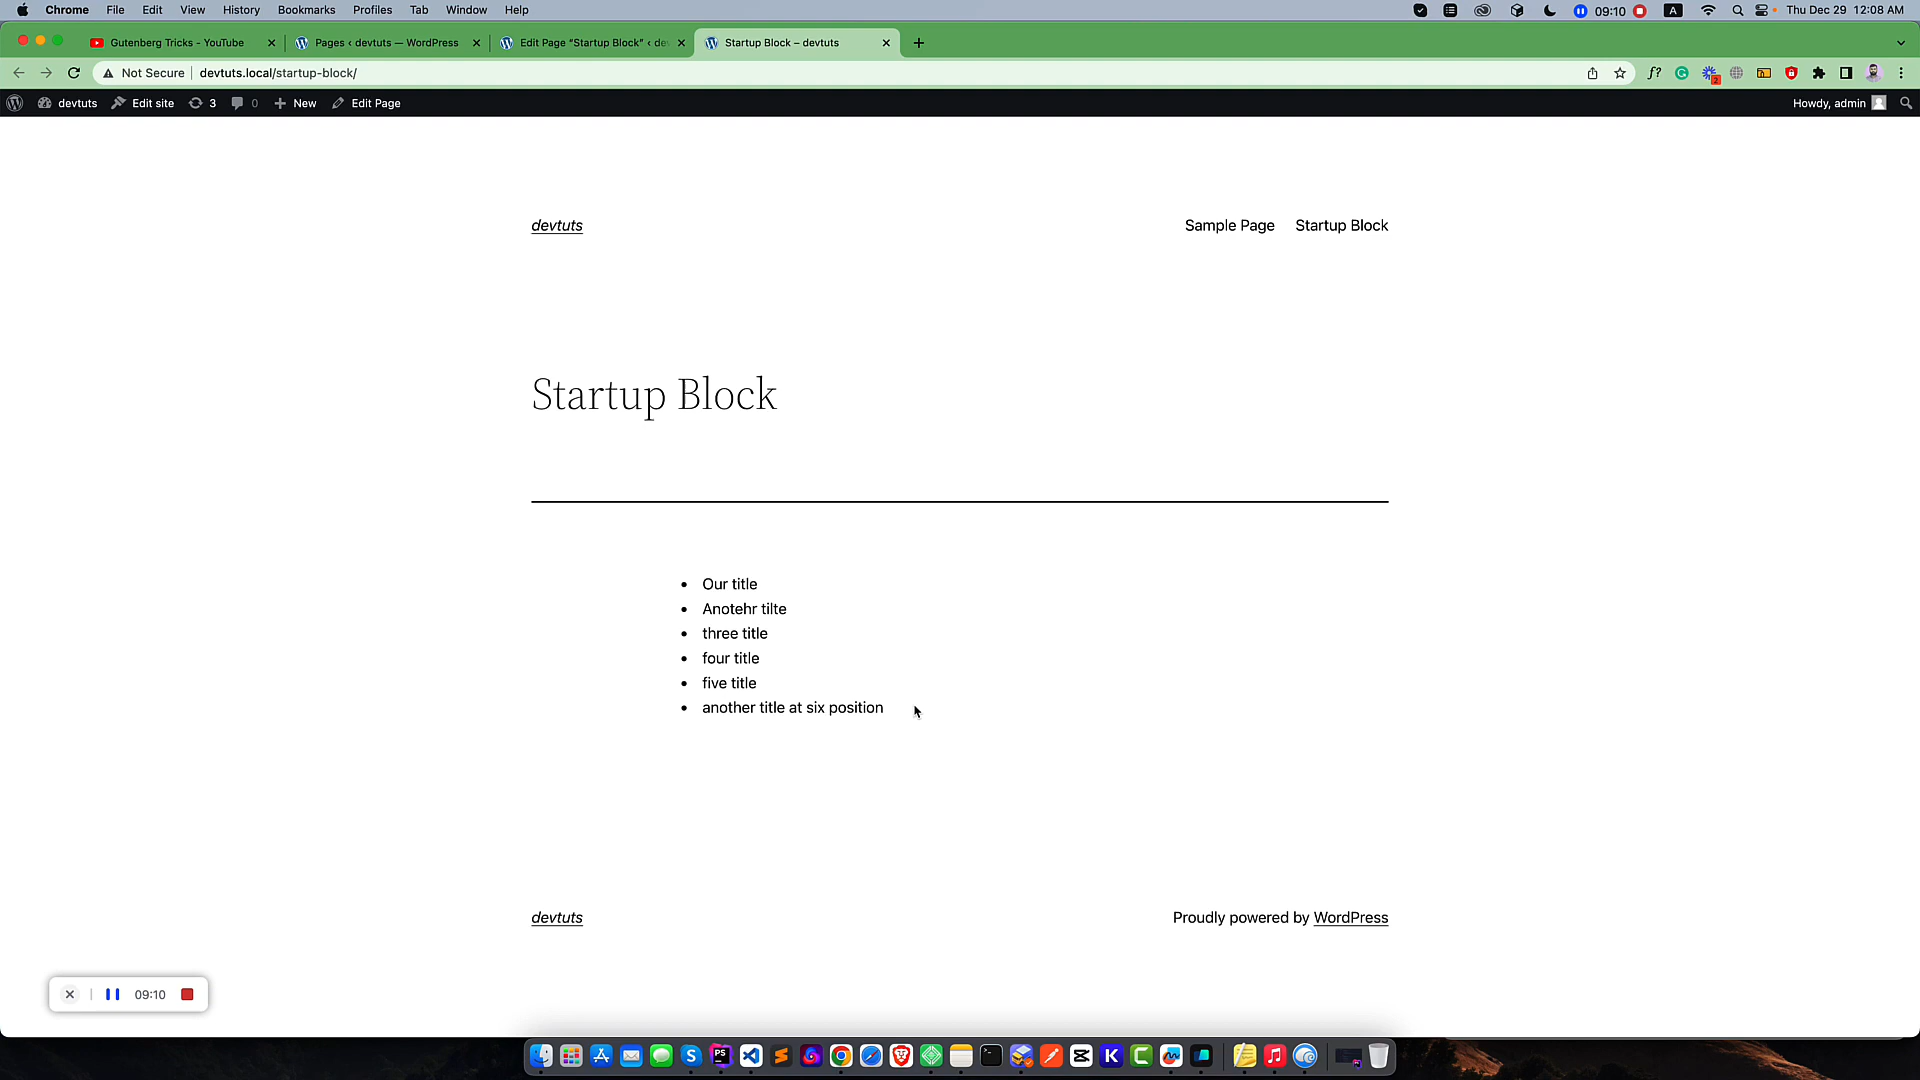 Chrome File Edit View History Bookmarks Profiles Tab Window Help 09:10 A Thu Dec 29 12:08 AM
Gutenberg Tricks - YouTube Pages ‹ devtuts — WordPress Edit Page “Startup Block” ‹ de Startup Block – devtuts
Not Secure devtuts.local/startup-block/ f? 2
devtuts Edit site 3 0 New Edit Page Howdy, admin
devtuts Sample Page Startup Block
Startup Block
Our title
Anotehr tilte
three title
four title
five title
another title at six position
devtuts Proudly powered by WordPress
09:10